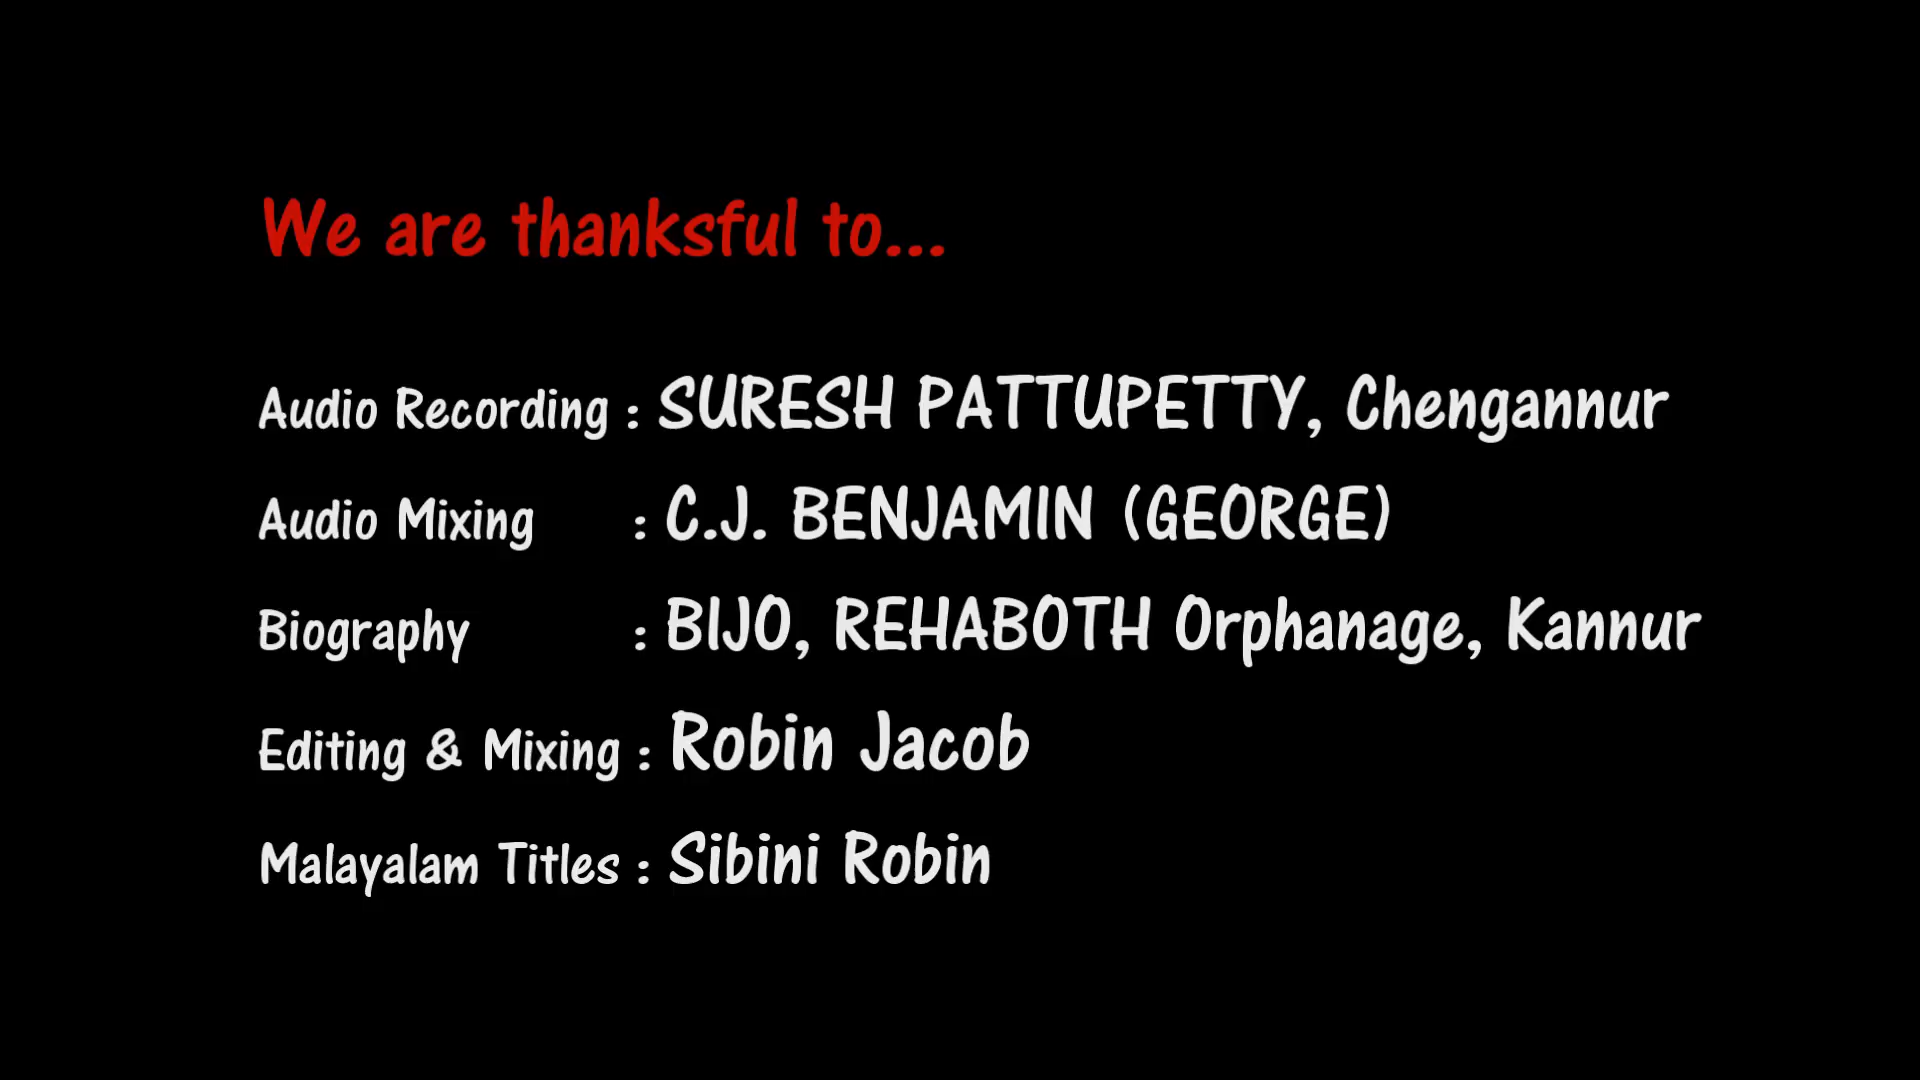 We are thanksful to...
Audio Recording : SURESH PATTUPETTY, Chengannur
Audio Mixing : C.J. BENJAMIN (GEORGE)
Biography : BIJO, REHABOTH Orphanage, Kannur
Editing & Mixing : Robin Jacob
Malayalam Titles : Sibini Robin